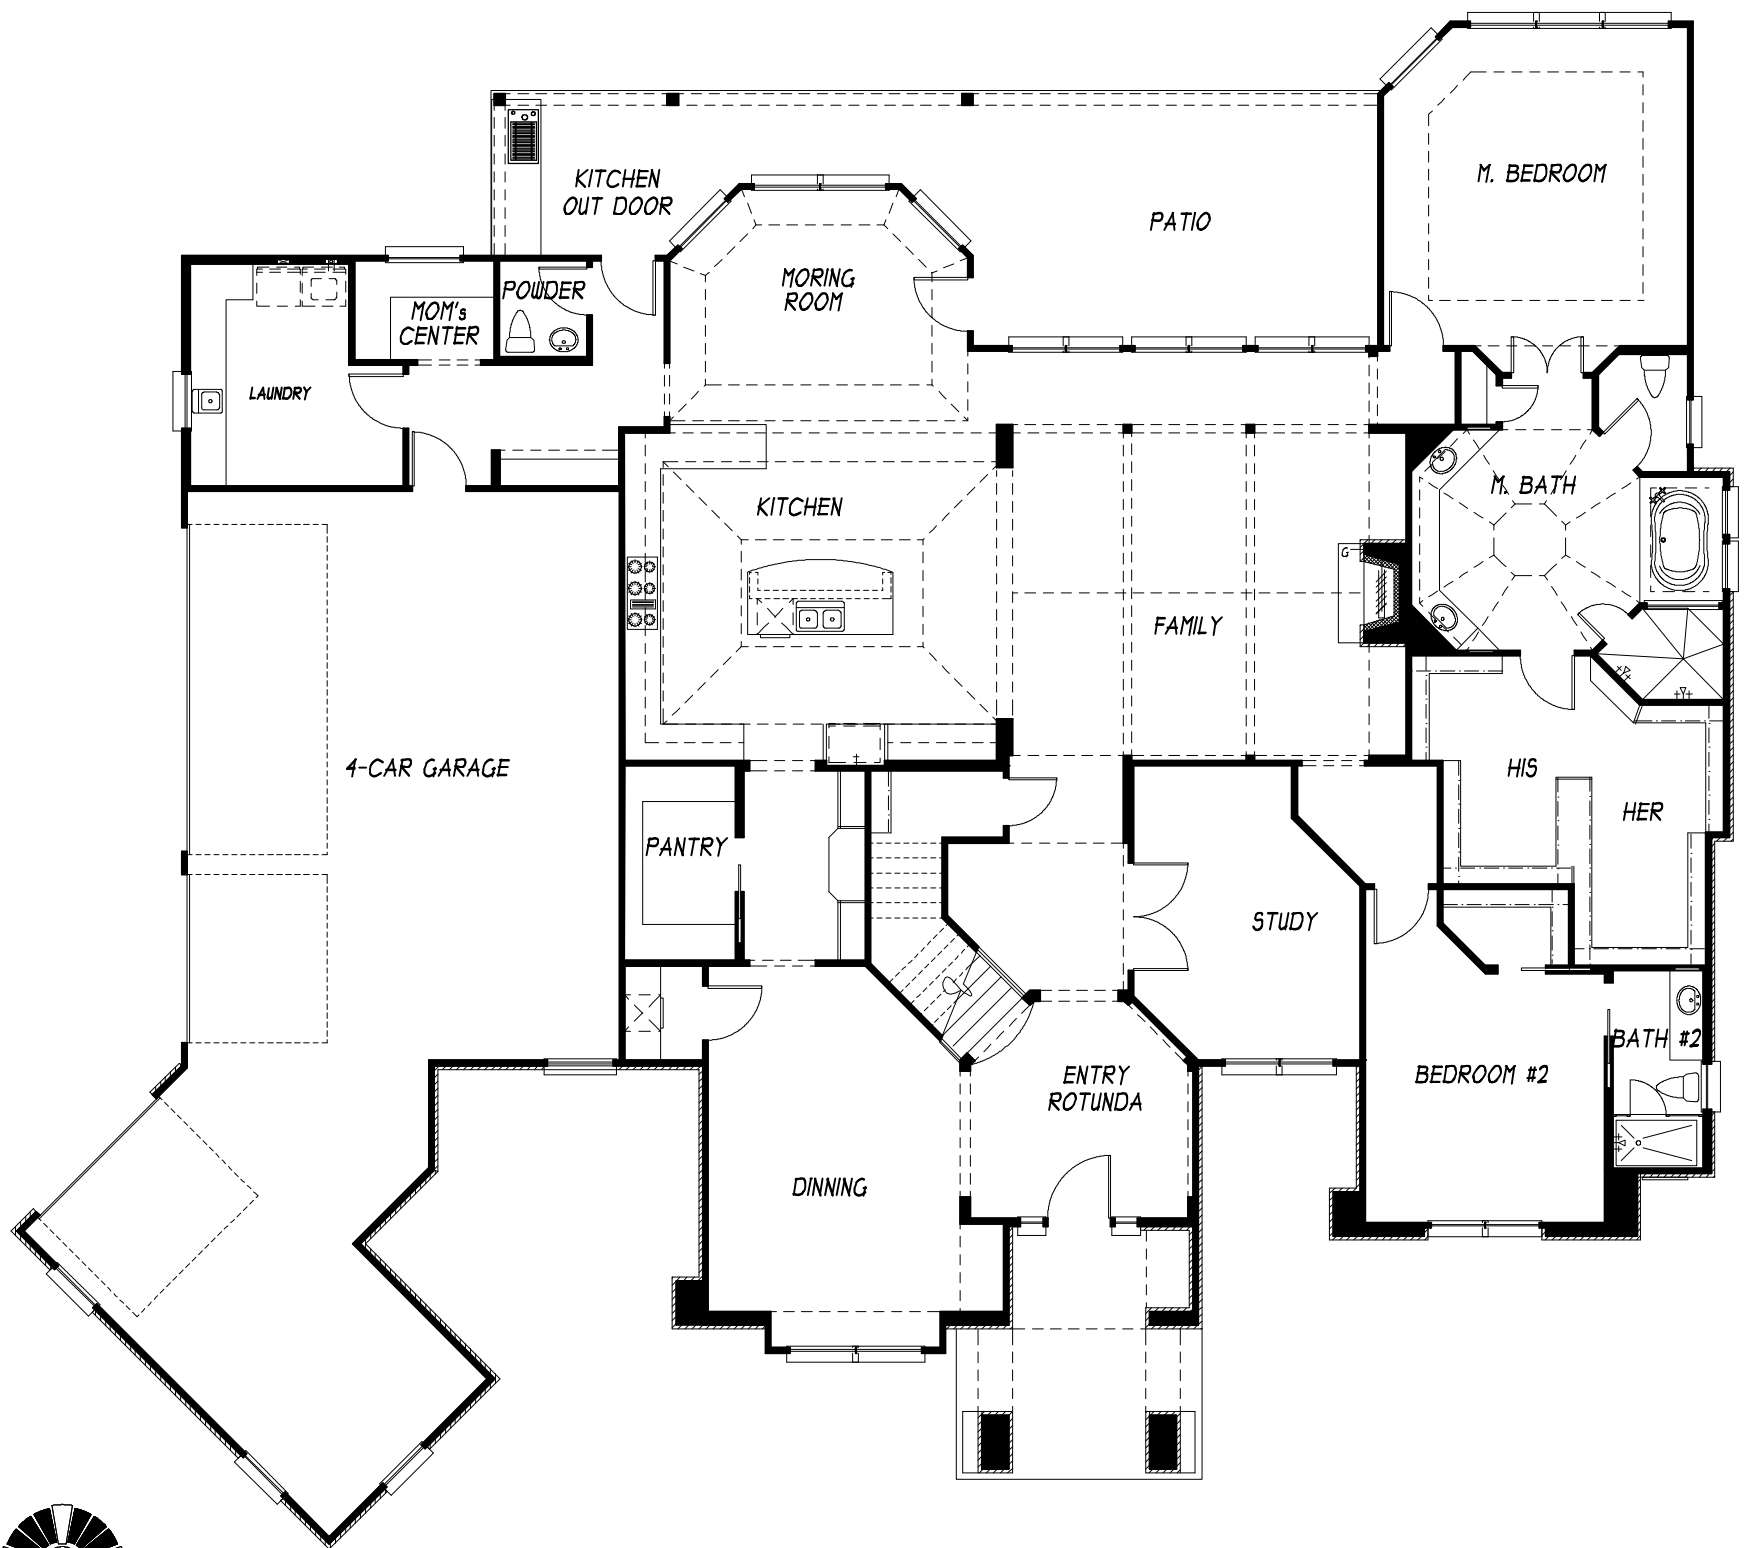 M. BEDROOM
KITCHEN
OUT DOOR
PATIO
MORING
ROOM
POWDER
MOM's
CENTER
LAUNDRY
M. BATH
KITCHEN
G
FAMILY
4-CAR GARAGE
HIS
HER
PANTRY
STUDY
BATH #2
ENTRY
ROTUNDA
BEDROOM #2
DINNING